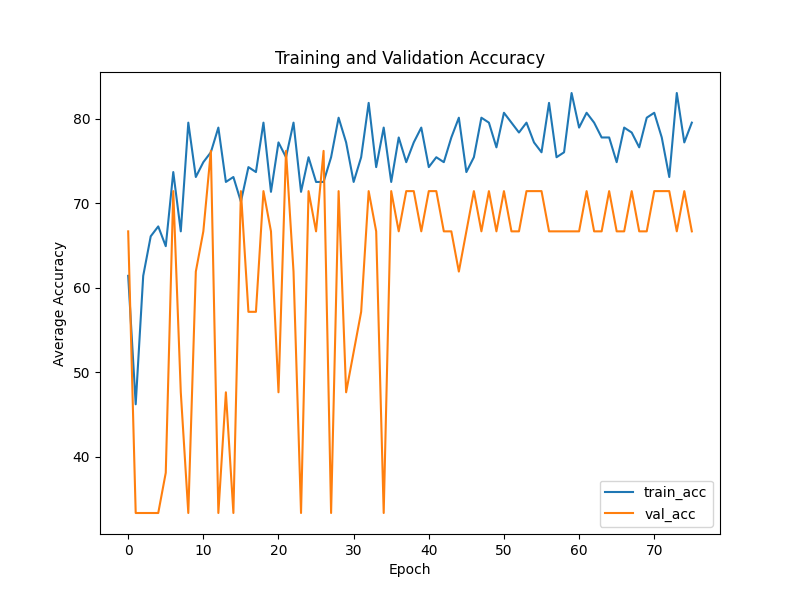 Training and Validation Accuracy
Average Accuracy
80
70
60
50
40
0 10 20 30 40 50 60 70
Epoch
train_acc
val_acc